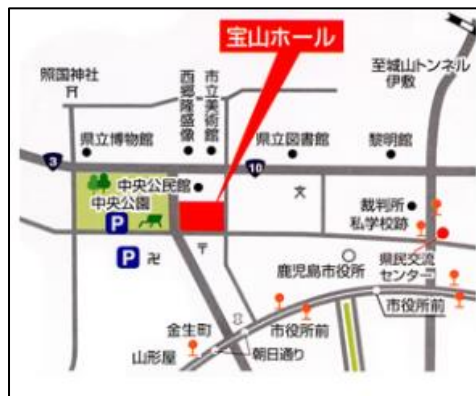 宝山ホール
照国神社
西郷隆盛像
市立美術館
至城山トンネル
伊敷
県立博物館
県立図書館
黎明館
3
10
中央公民館
中央公園
P
P
文
裁判所
私学校跡
鹿児島市役所
県民交流
センター
金生町
市役所前
市役所前
山形屋
朝日通り